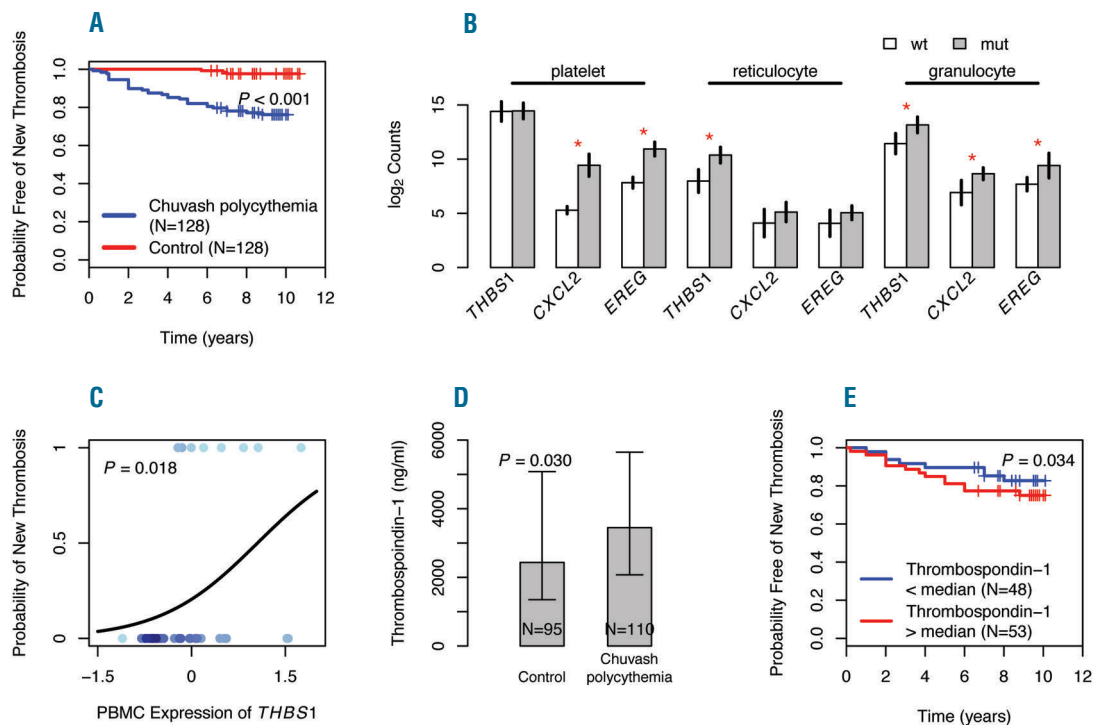 A
Probability Free of New Thrombosis
1.0
0.8
0.6
0.4
0.2
0.0
P < 0.001
Chuvash polycythemia
(N=128)
Control (N=128)
0 2 4 6 8 10 12
Time (years)
B
wt mut
platelet reticulocyte granulocyte
log2 Counts
15
10
5
0
* * * * * *
THBS1 CXCL2 EREG THBS1 CXCL2 EREG THBS1 CXCL2 EREG
C
Probability of New Thrombosis
1
0.5
0
P = 0.018
−1.5 0 1.5
PBMC Expression of THBS1
D
Thrombospoindin−1 (ng/ml)
6000
4000
2000
0
P = 0.030
N=95 N=110
Control
Chuvash
polycythemia
E
Probability Free of New Thrombosis
1.0
0.8
0.6
0.4
0.2
0.0
P = 0.034
Thrombospondin−1
< median (N=48)
Thrombospondin−1
> median (N=53)
0 2 4 6 8 10 12
Time (years)